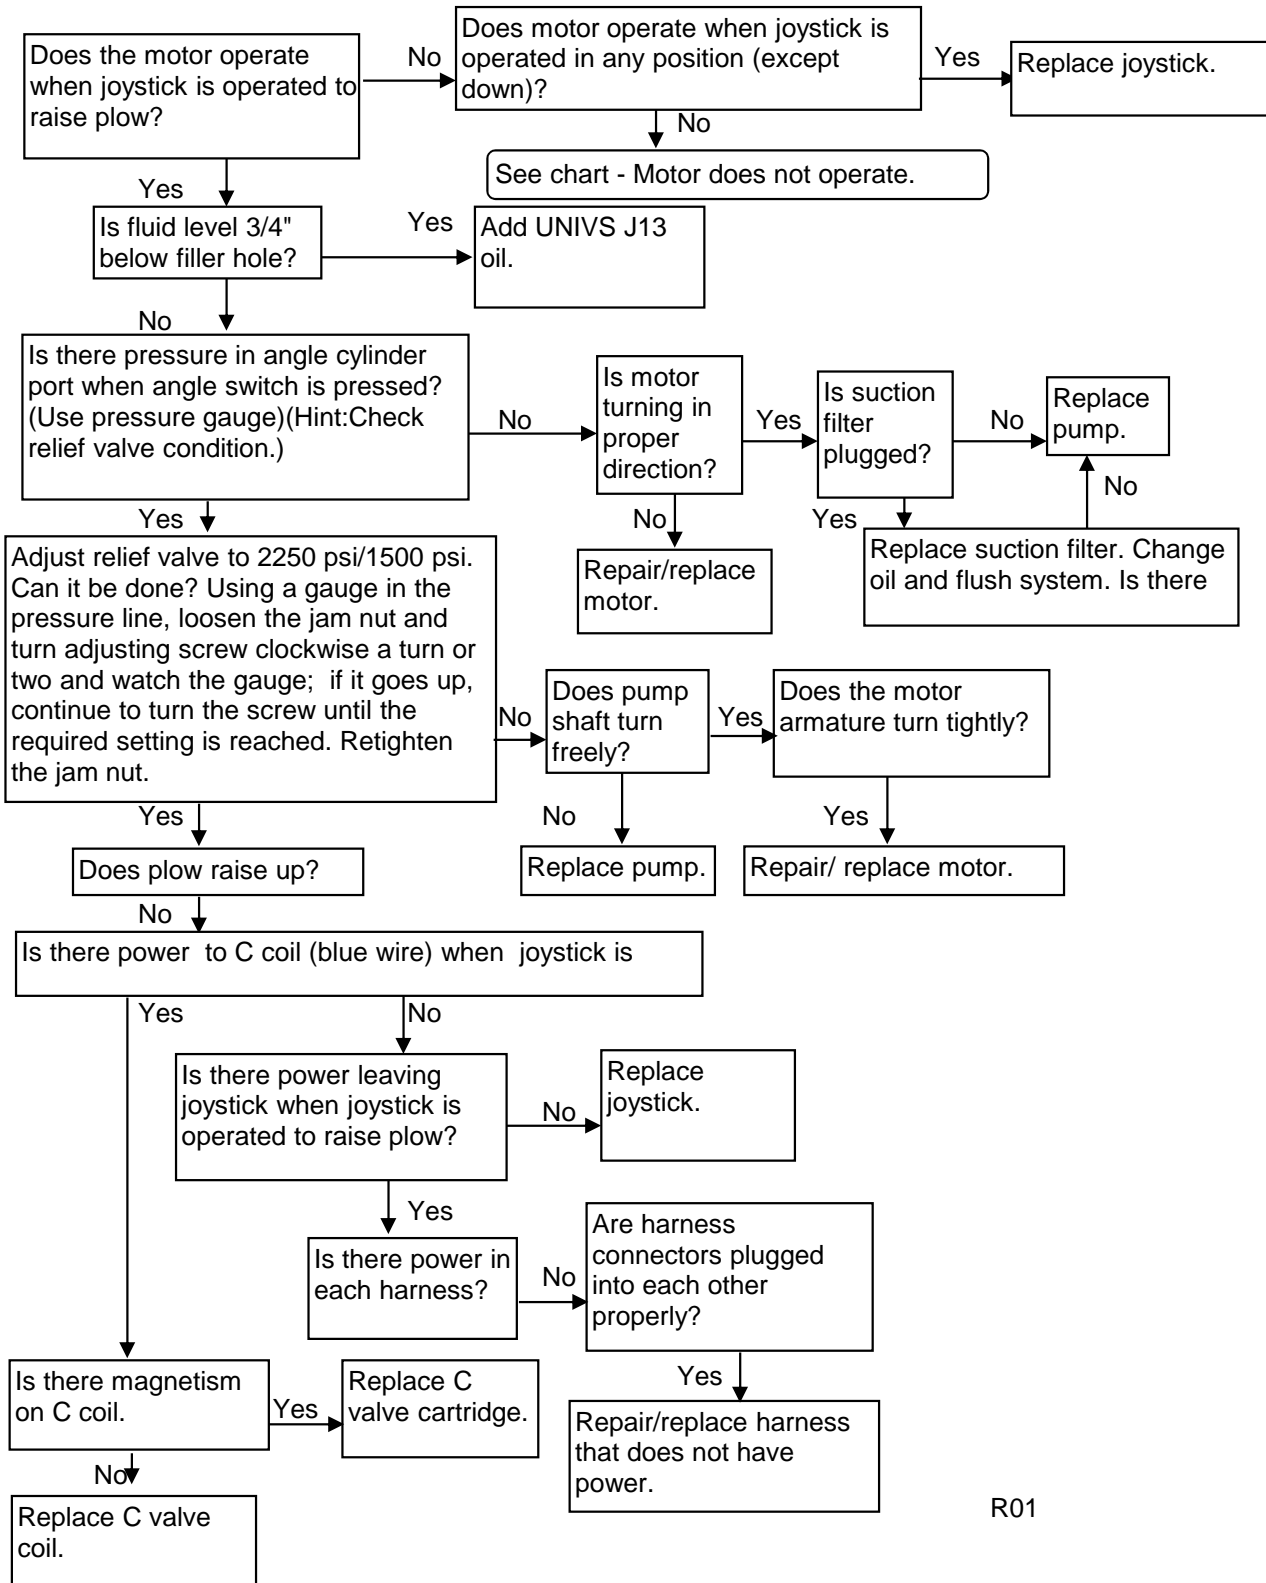 Does the motor operate
when joystick is operated to
raise plow?
No
Does motor operate when joystick is
operated in any position (except
down)?
Yes
Replace joystick.
No
See chart - Motor does not operate.
Yes
Is fluid level 3/4"
below filler hole?
Yes
Add UNIVS J13
oil.
No
Is there pressure in angle cylinder
port when angle switch is pressed?
(Use pressure gauge)(Hint:Check
relief valve condition.)
No
Is motor
turning in
proper
direction?
Yes
Is suction
filter
plugged?
No
Replace
pump.
No
No
Repair/replace
motor.
Yes
Replace suction filter. Change
oil and flush system. Is there
Yes
Adjust relief valve to 2250 psi/1500 psi.
Can it be done? Using a gauge in the
pressure line, loosen the jam nut and
turn adjusting screw clockwise a turn or
two and watch the gauge;  if it goes up,
continue to turn the screw until the
required setting is reached. Retighten
the jam nut.
No
Does pump
shaft turn
freely?
Yes
Does the motor
armature turn tightly?
No
Replace pump.
Yes
Repair/ replace motor.
Yes
Does plow raise up?
No
Is there power  to C coil (blue wire) when  joystick is
Yes
No
Is there power leaving
joystick when joystick is
operated to raise plow?
No
Replace
joystick.
Yes
Is there power in
each harness?
No
Are harness
connectors plugged
into each other
properly?
Yes
Repair/replace harness
that does not have
power.
Is there magnetism
on C coil.
Yes
Replace C
valve cartridge.
No
Replace C valve
coil.
R01